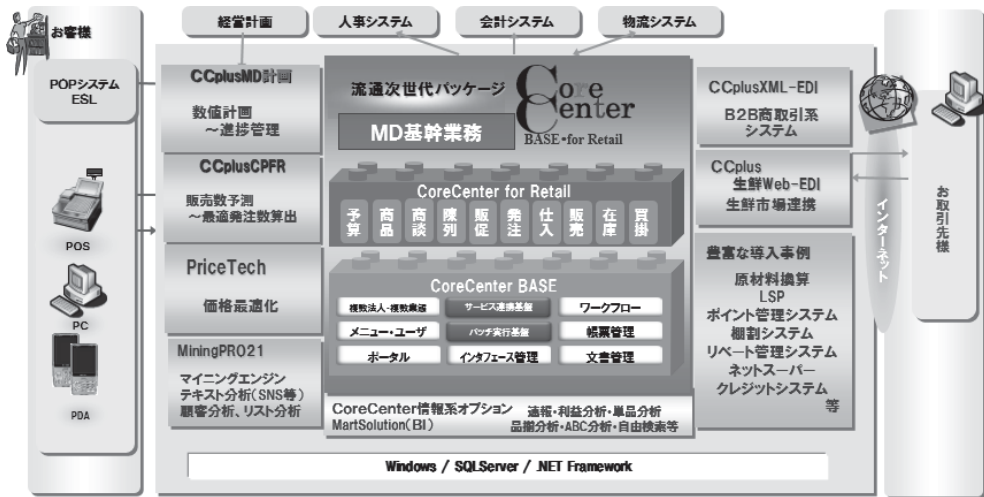 お客様
経営計画
人事システム
会計システム
物流システム
POPシステム
ESL
POS
PC
PDA
CCplusMD計画
数値計画
～進捗管理
CCplusCPFR
販売数予測
～最適発注数算出
PriceTech
価格最適化
MiningPRO21
マイニングエンジン
テキスト分析(SNS等)
顧客分析、リスト分析
流通次世代パッケージ
MD基幹業務
Core
Center
BASE・for Retail
CoreCenter for Retail
予算
商品
商談
陳列
販促
発注
仕入
販売
在庫
買掛
CoreCenter BASE
複数法人・複数業態
サービス連携基盤
ワークフロー
メニュー・ユーザ
バッチ実行基盤
帳票管理
ポータル
インタフェース管理
文書管理
CoreCenter情報系オプション
MartSolution(BI)
速報・利益分析・単品分析
品揃分析・ABC分析・自由検索等
CCplusXML-EDI
B2B商取引系
システム
CCplus
生鮮Web-EDI
生鮮市場連携
豊富な導入事例
原材料換算
LSP
ポイント管理システム
棚割システム
リベート管理システム
ネットスーパー
クレジットシステム
等
インターネット
お取引先様
Windows / SQLServer / .NET Framework